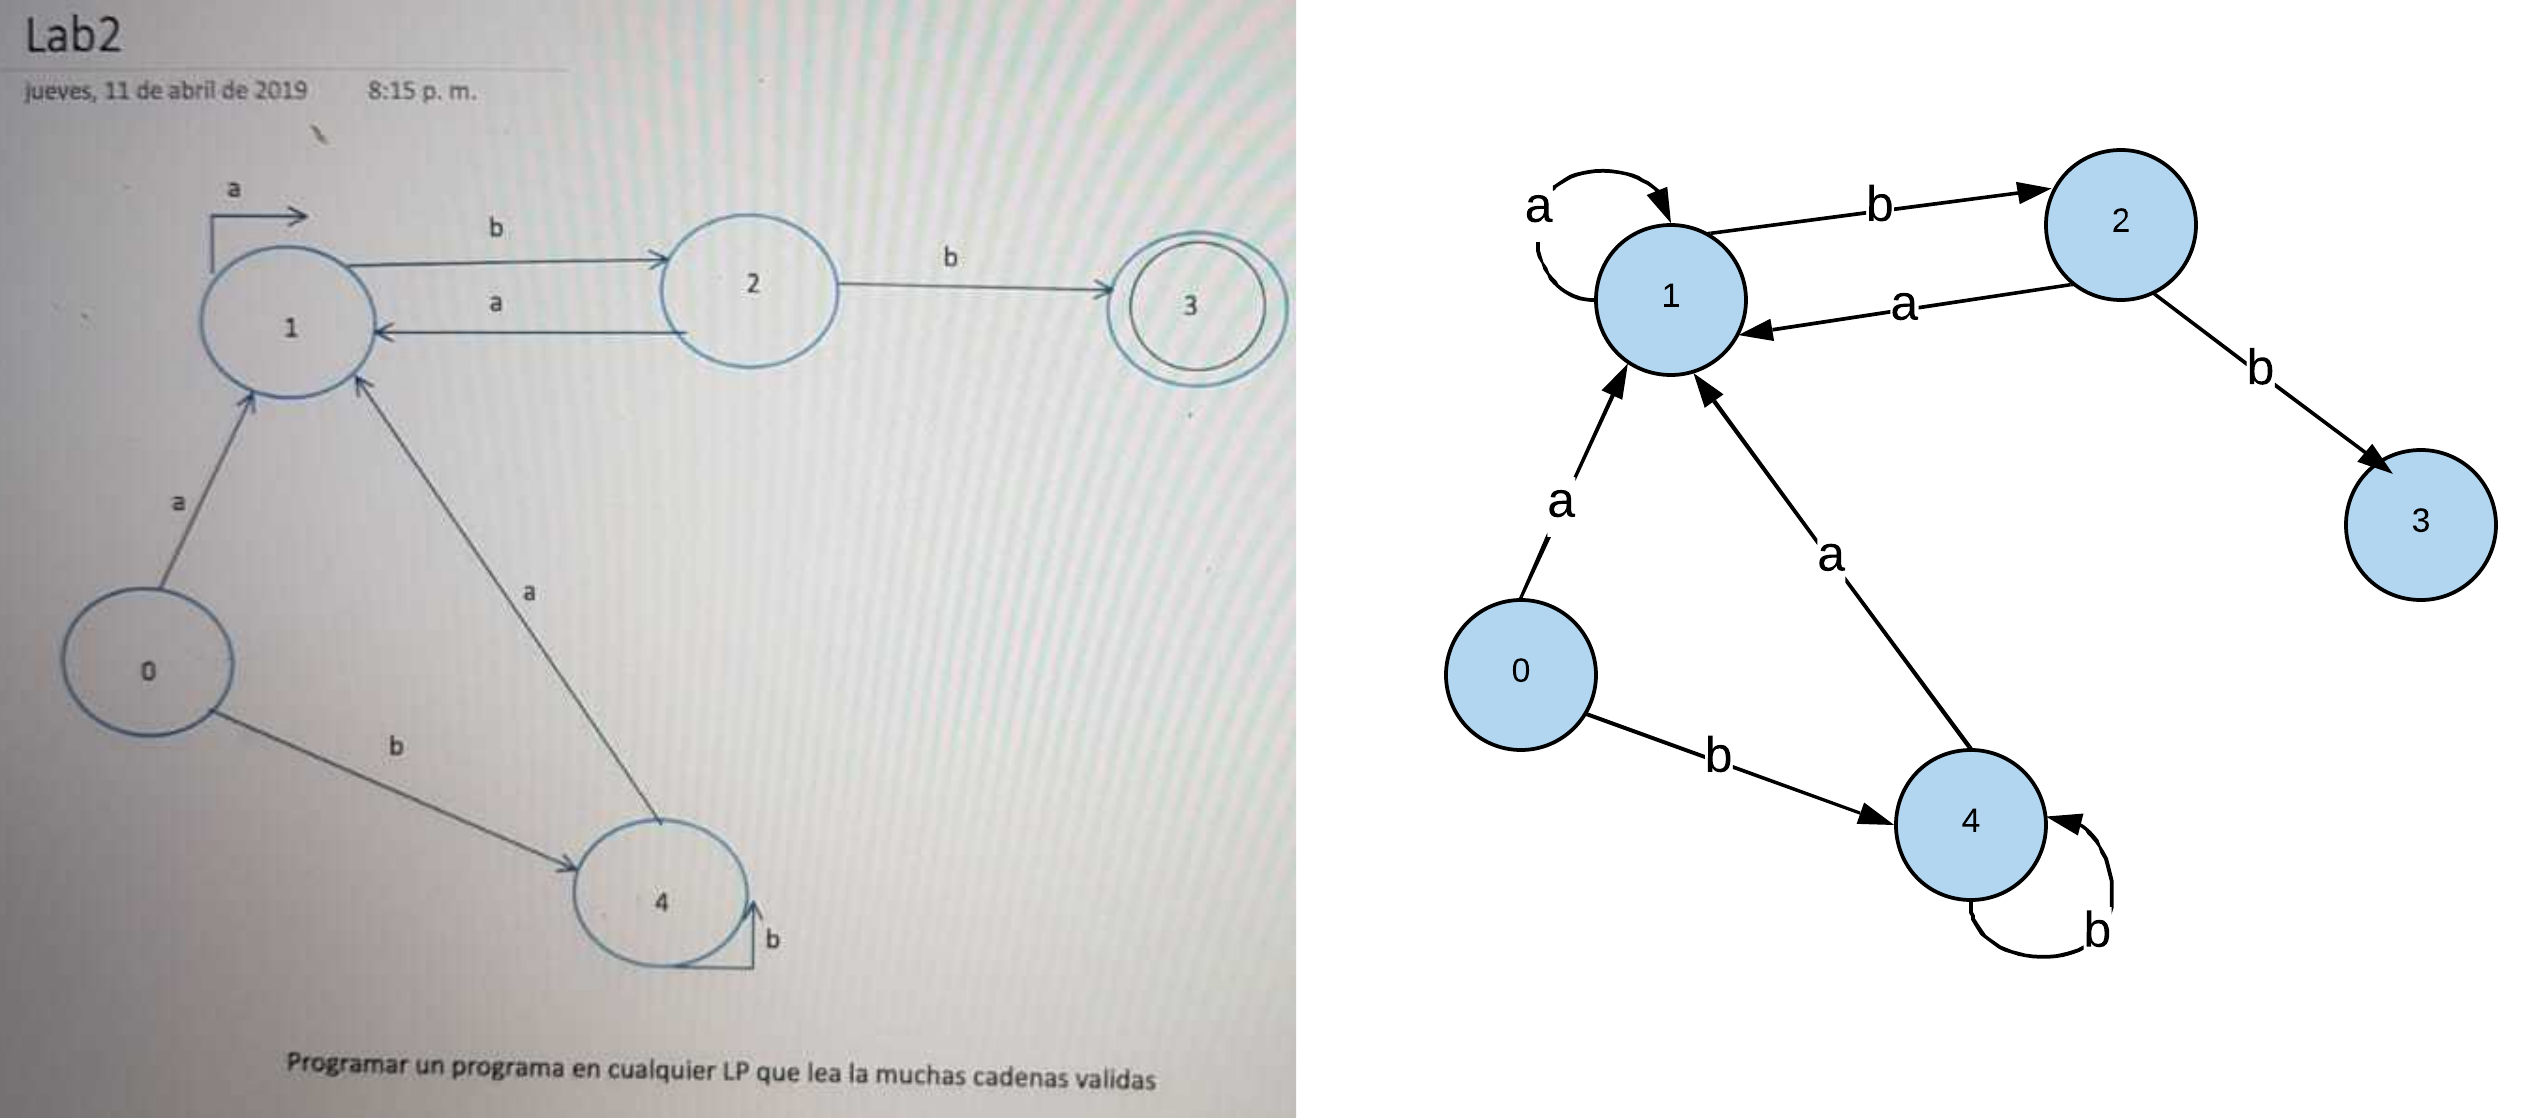 Lab2
jueves, 11 de abril de 2019 8:15 p. m.
a
b
a
b
1
2
3
a
a
0
b
4
b
Programar un programa en cualquier LP que lea la muchas cadenas validas
a
b
2
1
a
b
a
a
3
0
b
4
b